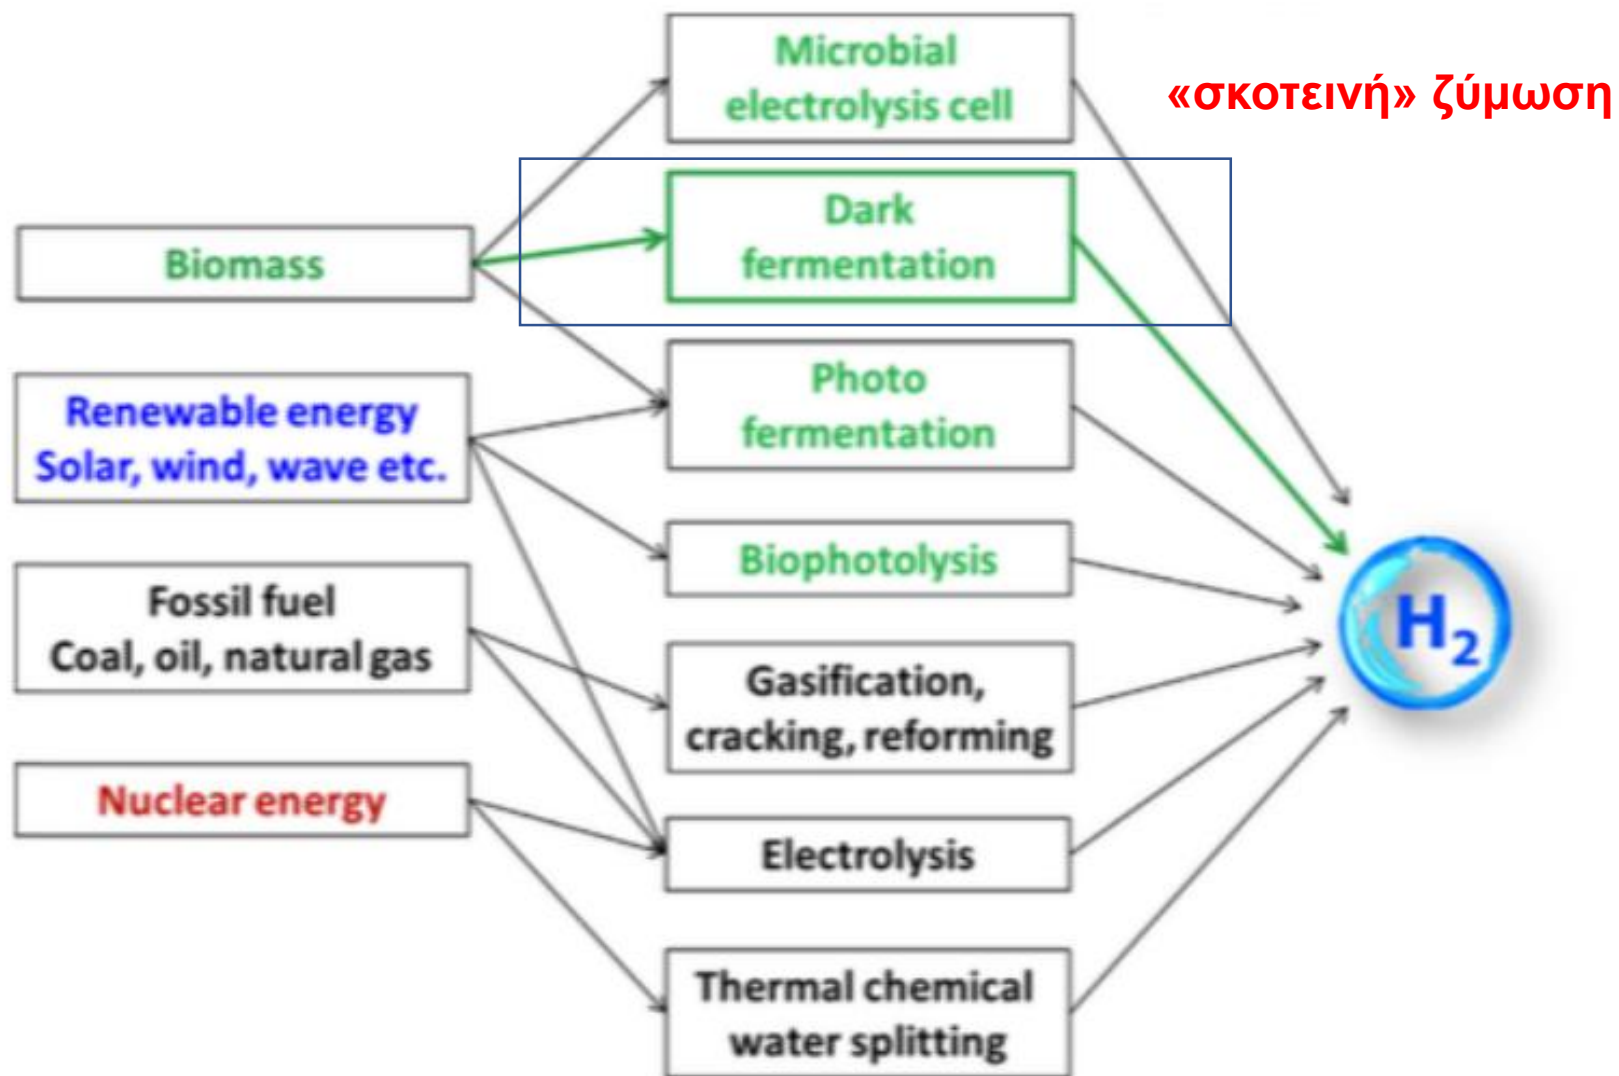 Microbial
electrolysis cell
«σκοτεινή» ζύμωση
Dark
fermentation
Biomass
Photo
fermentation
Renewable energy
Solar, wind, wave etc.
Biophotolysis
Fossil fuel
Coal, oil, natural gas
H₂
Gasification,
cracking, reforming
Nuclear energy
Electrolysis
Thermal chemical
water splitting